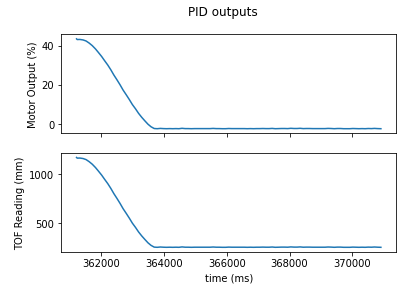 PID outputs
Motor Output (%)
40
20
0
TOF Reading (mm)
1000
500
362000 364000 366000 368000 370000
time (ms)